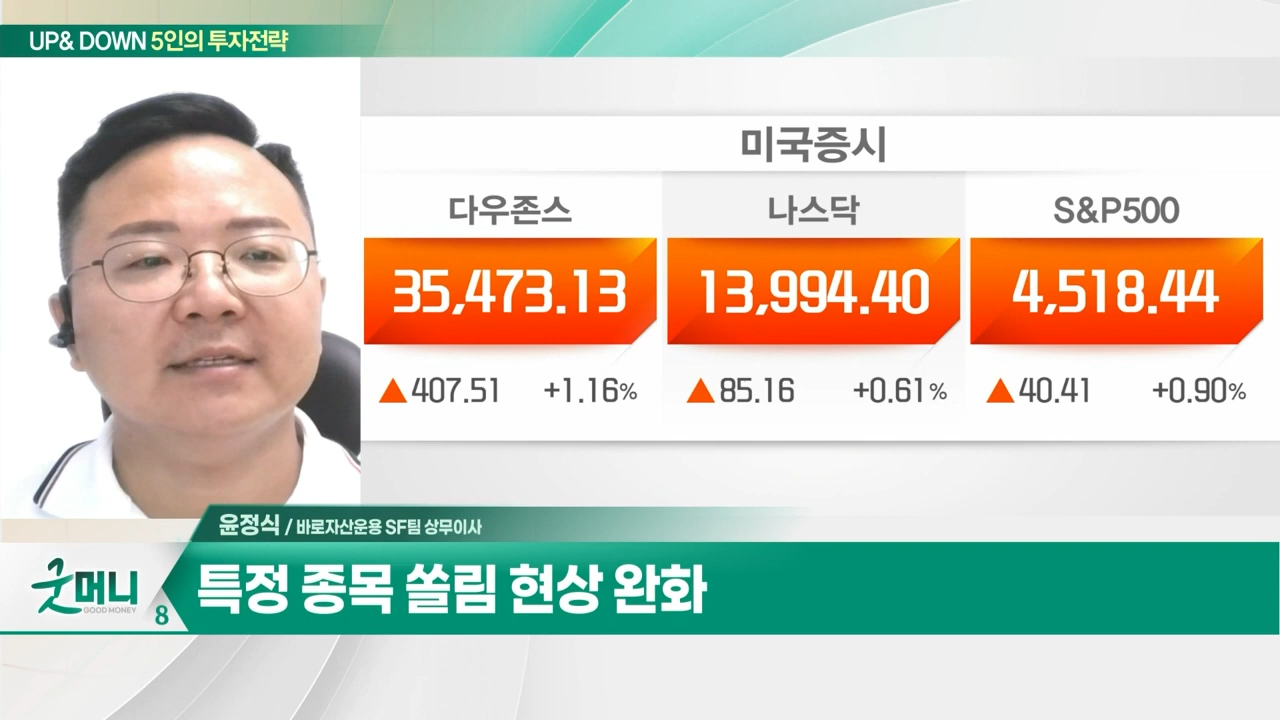 UP& DOWN 5인의 투자전략
미국증시
다우존스 나스닥 S&P500
35,473.13 13,994.40 4,518.44
▲407.51 +1.16% ▲85.16 +0.61% ▲40.41 +0.90%
윤정식 / 바로자산운용 SF팀 상무이사
굿머니
GOOD MONEY
8
특정 종목 쏠림 현상 완화